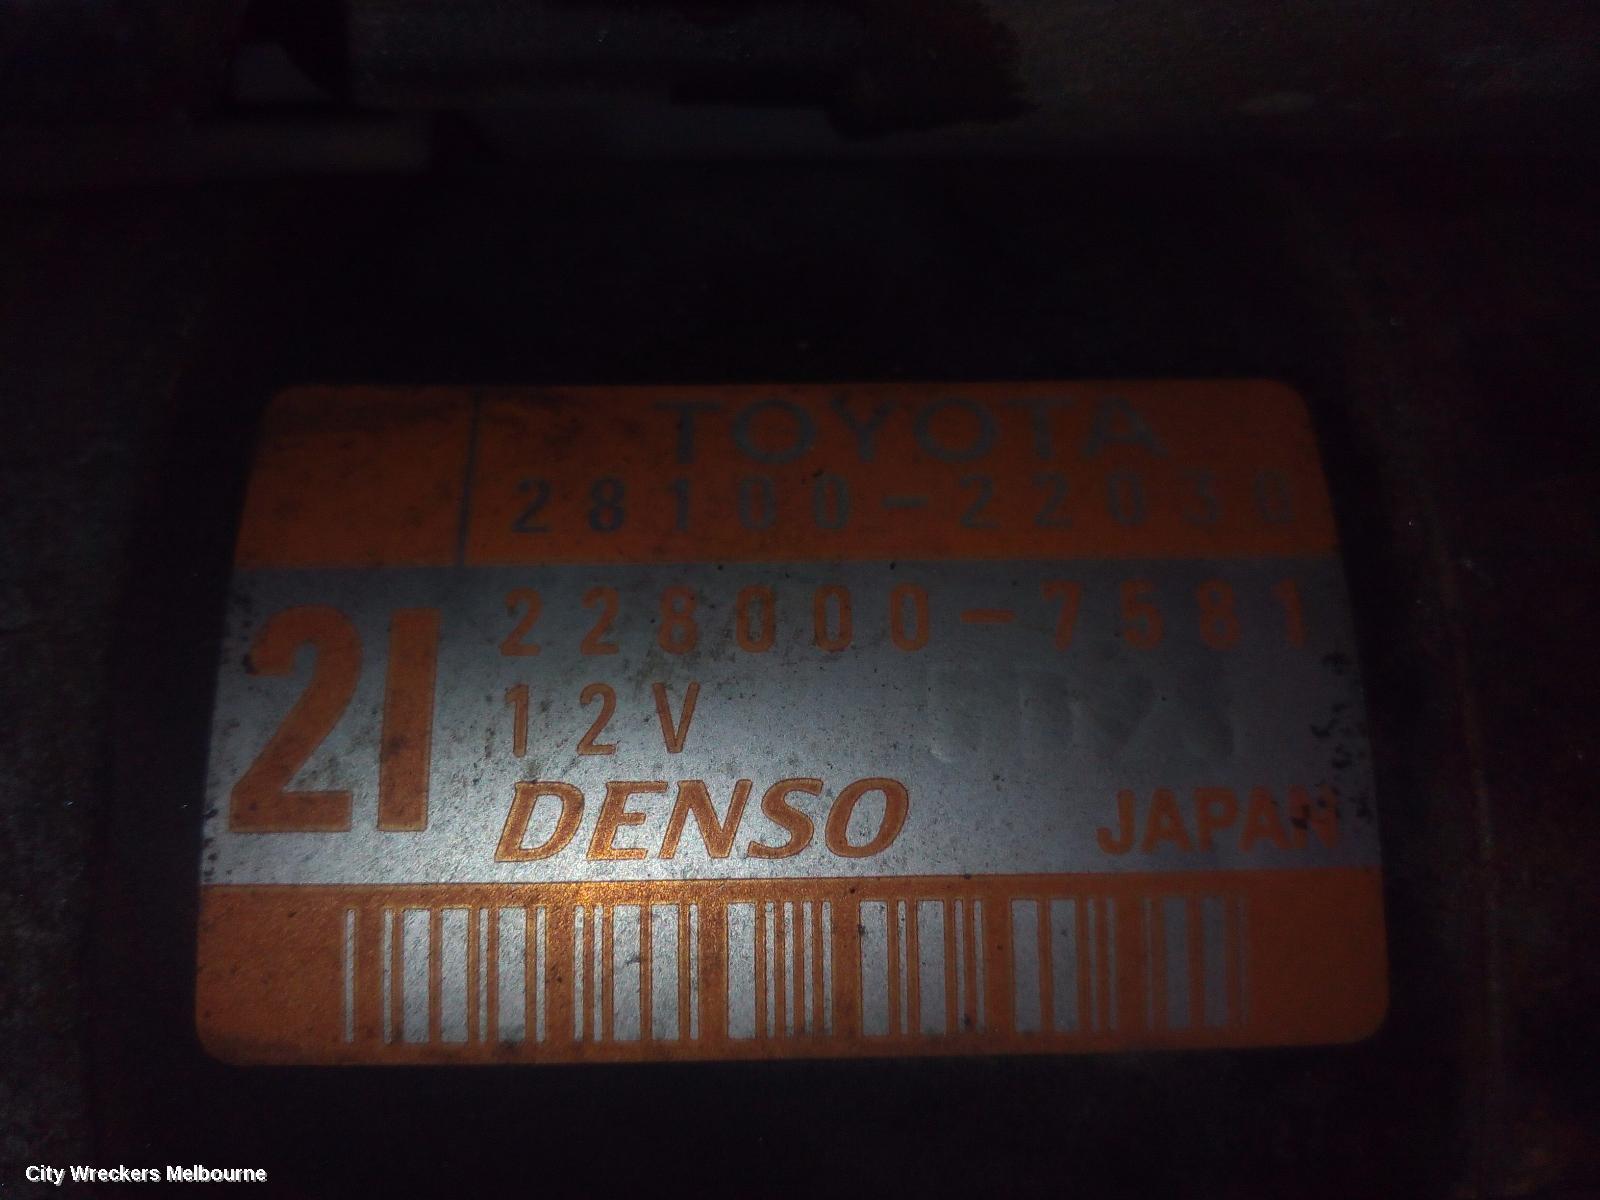 TOYOTA
28100-22030
21
228000-7581
12V
DENSO
JAPAN
City Wreckers Melbourne